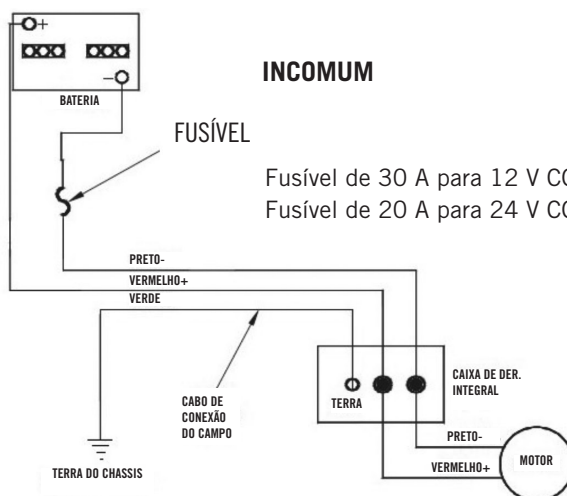 +
INCOMUM
–
BATERIA
FUSÍVEL
Fusível de 30 A para 12 V CC
Fusível de 20 A para 24 V CC
PRETO-
VERMELHO+
VERDE
CABO DE
CONEXÃO
DO CAMPO
TERRA
CAIXA DE DER.
INTEGRAL
PRETO-
VERMELHO+
MOTOR
TERRA DO CHASSIS